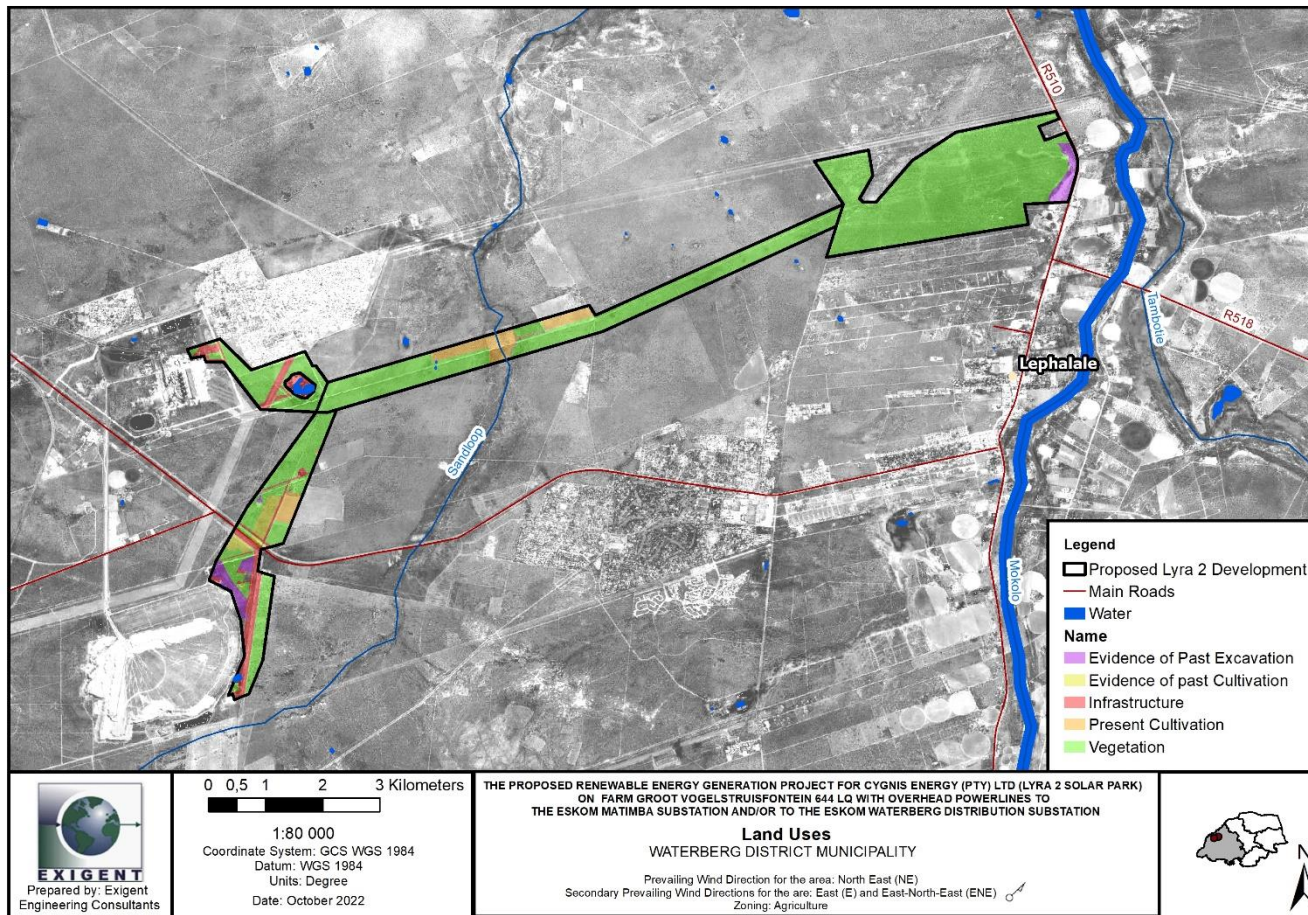 R510
Tambotie
R518
Lephalale
Sandloop
Mokolo
Legend
Proposed Lyra 2 Development
Main Roads
Water
Name
Evidence of Past Excavation
Evidence of past Cultivation
Infrastructure
Present Cultivation
Vegetation
EXIGENT
Prepared by: Exigent
Engineering Consultants
0 0,5 1 2 3 Kilometers
1:80 000
Coordinate System: GCS WGS 1984
Datum: WGS 1984
Units: Degree
Date: October 2022
THE PROPOSED RENEWABLE ENERGY GENERATION PROJECT FOR CYGNIS ENERGY (PTY) LTD (LYRA 2 SOLAR PARK)
ON FARM GROOT VOGELSTRUISFONTEIN 644 LQ WITH OVERHEAD POWERLINES TO
THE ESKOM MATIMBA SUBSTATION AND/OR TO THE ESKOM WATERBERG DISTRIBUTION SUBSTATION
Land Uses
WATERBERG DISTRICT MUNICIPALITY
Prevailing Wind Direction for the area: North East (NE)
Secondary Prevailing Wind Directions for the are: East (E) and East-North-East (ENE)
Zoning: Agriculture
N